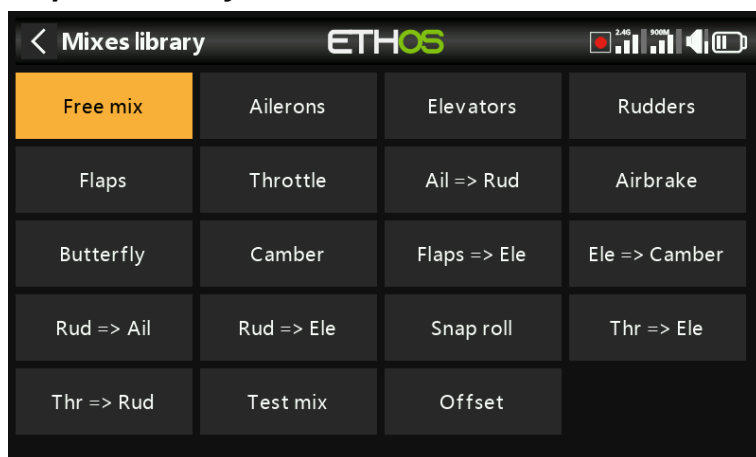 Mixes library ETHOS 2.4G 900M
Free mix Ailerons Elevators Rudders
Flaps Throttle Ail => Rud Airbrake
Butterfly Camber Flaps => Ele Ele => Camber
Rud => Ail Rud => Ele Snap roll Thr => Ele
Thr => Rud Test mix Offset